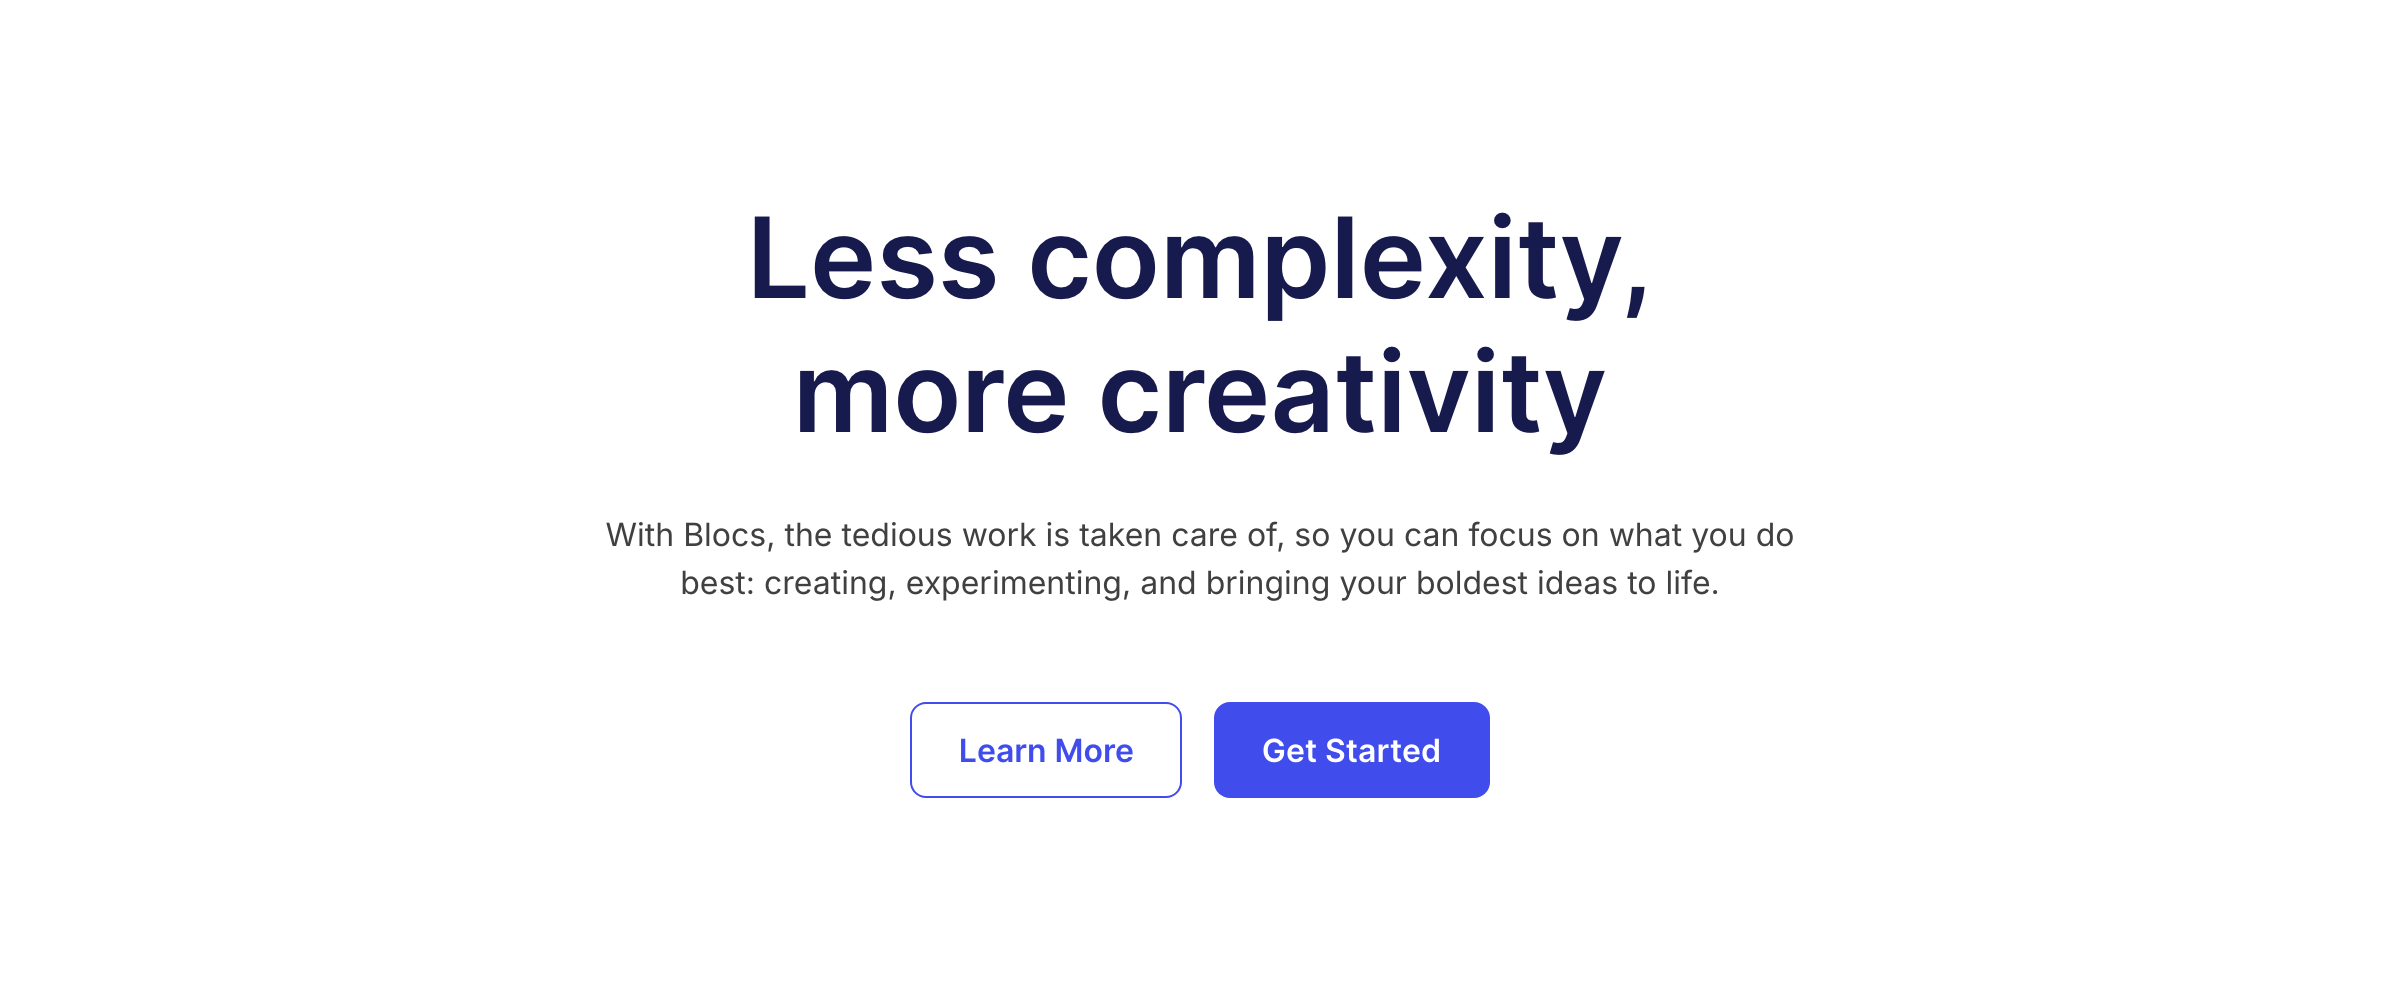 Less complexity,
more creativity
With Blocs, the tedious work is taken care of, so you can focus on what you do
best: creating, experimenting, and bringing your boldest ideas to life.
Learn More
Get Started